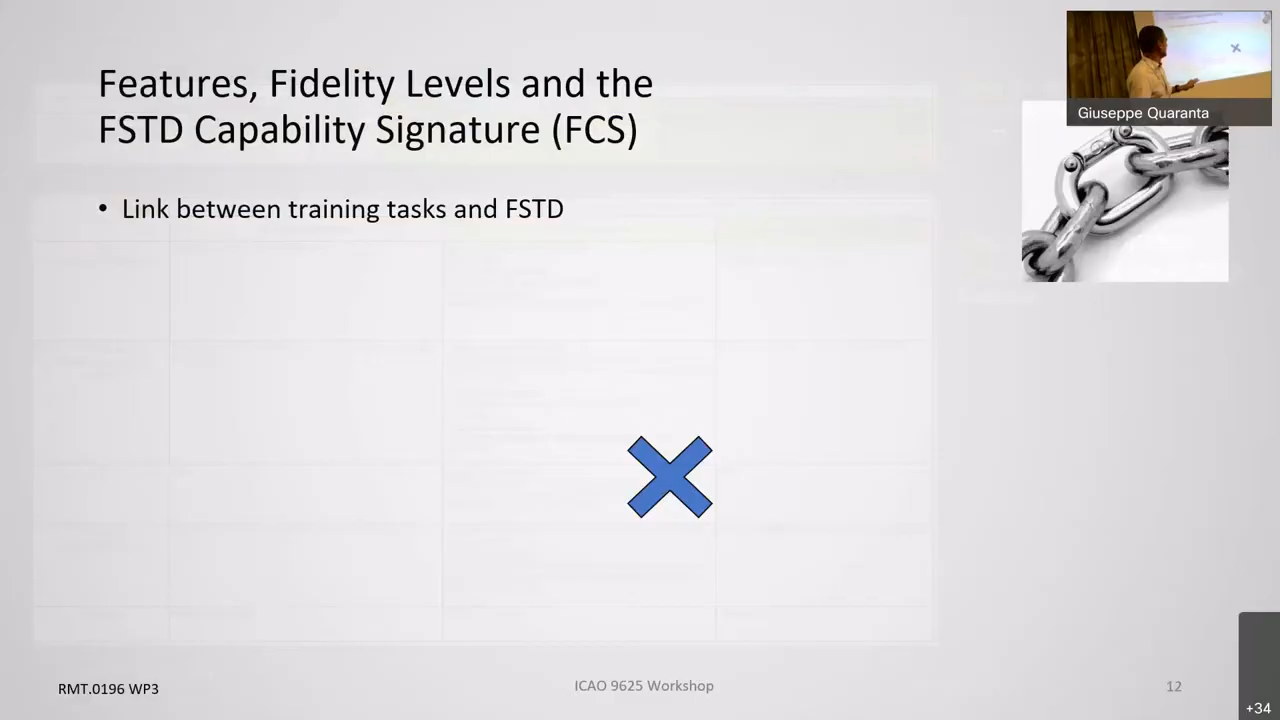 Features, Fidelity Levels and the
FSTD Capability Signature (FCS)
• Link between training tasks and FSTD
Giuseppe Quaranta
RMT.0196 WP3
ICAO 9625 Workshop
12
+34